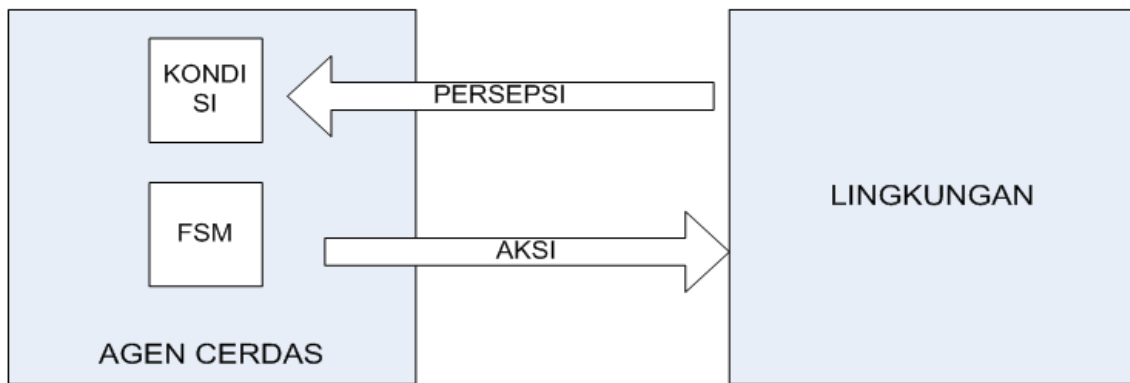 KONDI
SI
PERSEPSI
LINGKUNGAN
FSM
AKSI
AGEN CERDAS